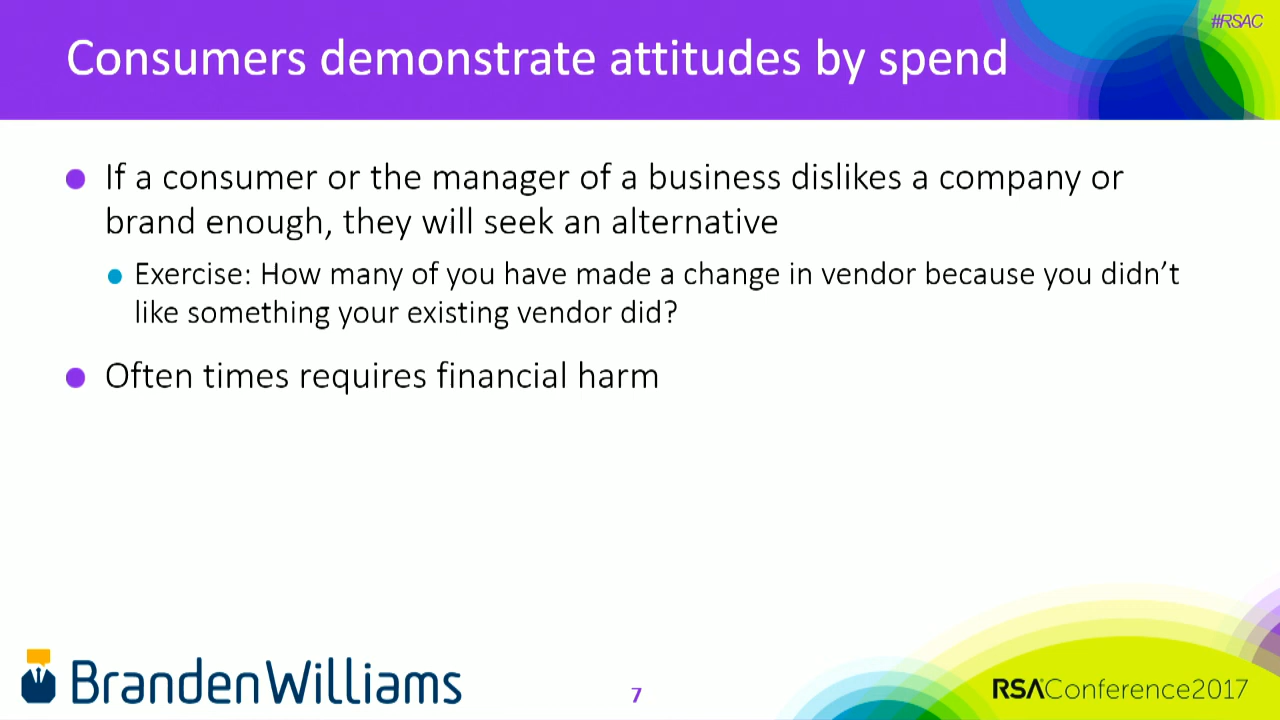 #RSAC
Consumers demonstrate attitudes by spend
If a consumer or the manager of a business dislikes a company or
brand enough, they will seek an alternative
Exercise: How many of you have made a change in vendor because you didn’t
like something your existing vendor did?
Often times requires financial harm
BrandenWilliams
7
RSAConference2017